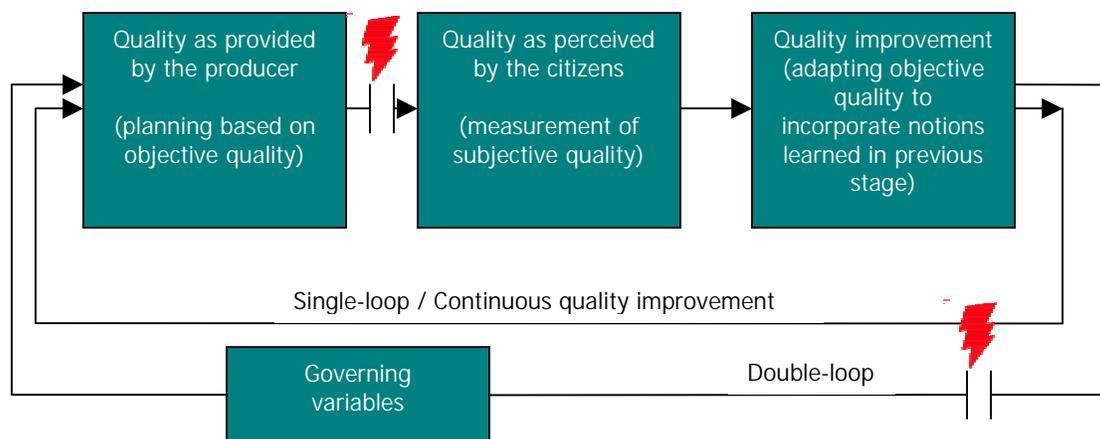 Quality as provided
by the producer
(planning based on
objective quality)
Quality as perceived
by the citizens
(measurement of
subjective quality)
Quality improvement
(adapting objective
quality to
incorporate notions
learned in previous
stage)
Single-loop / Continuous quality improvement
Governing
variables
Double-loop